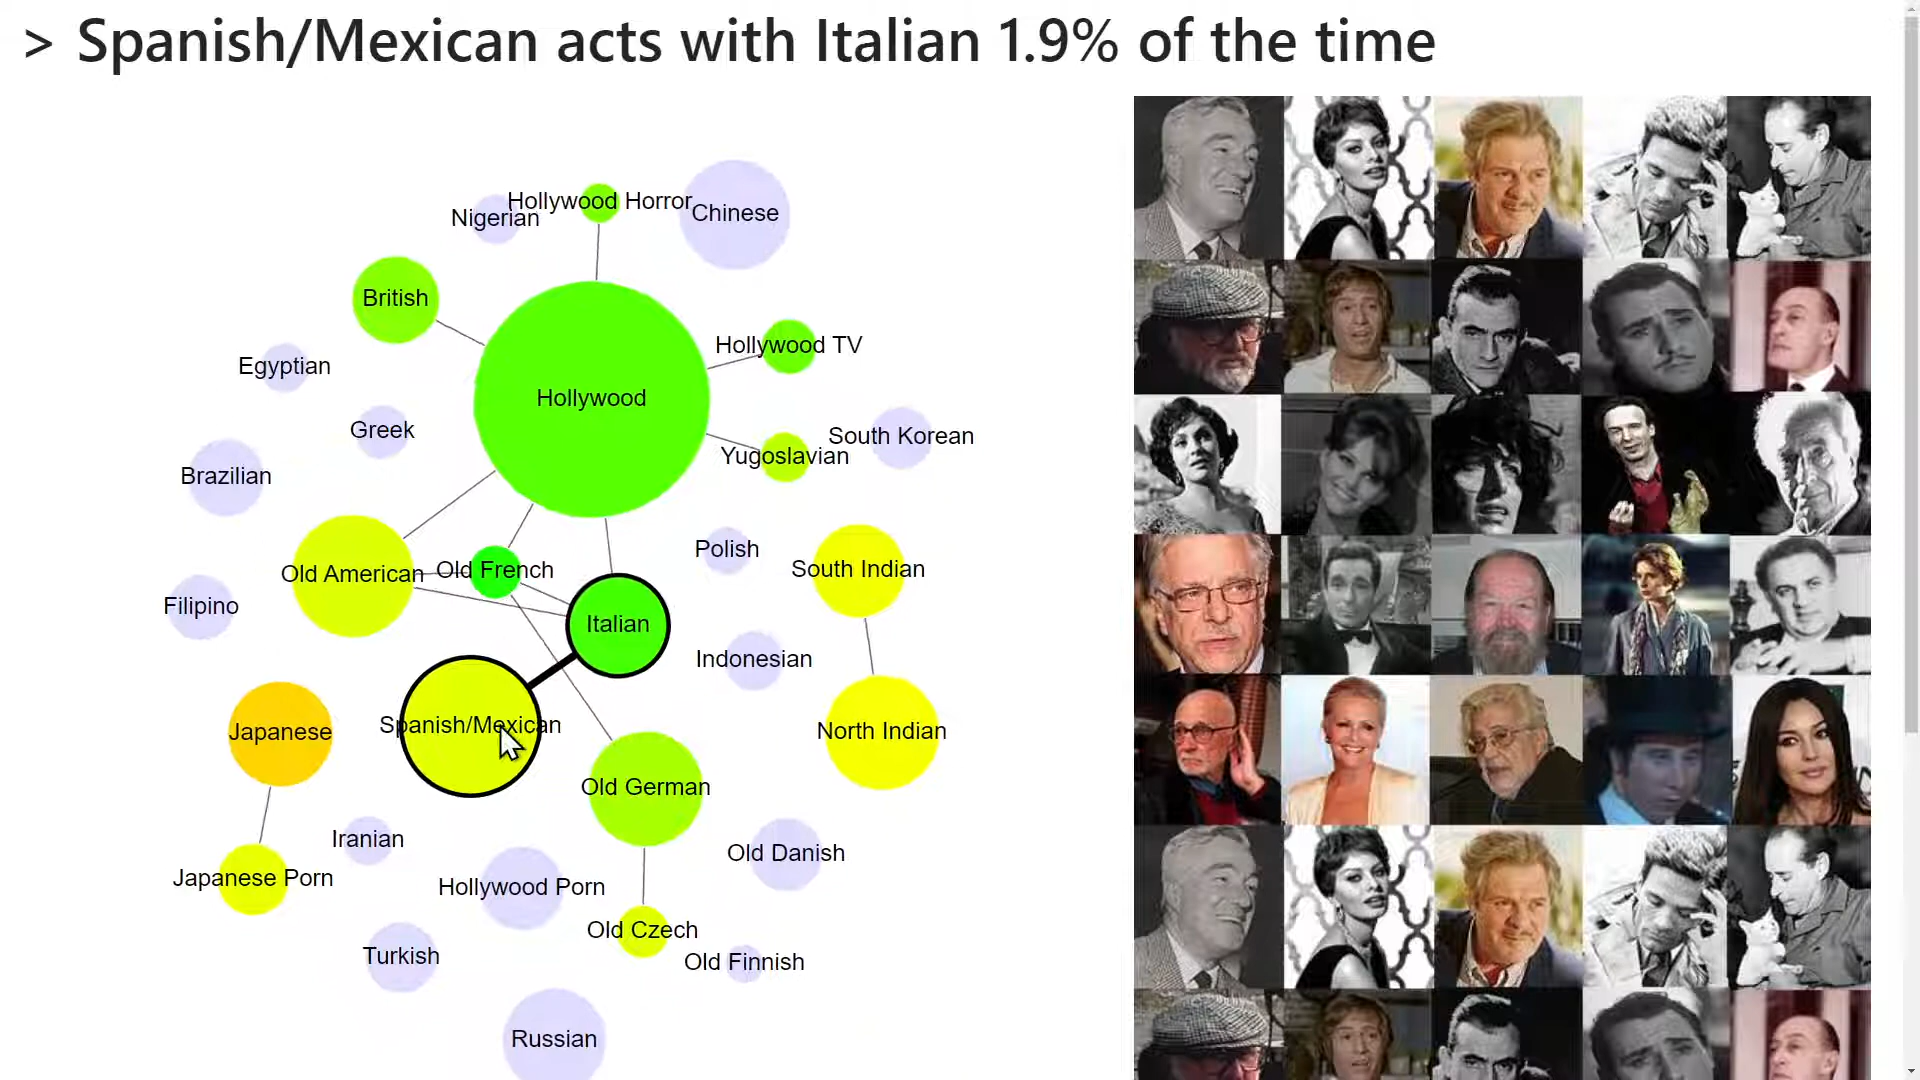 > Spanish/Mexican acts with Italian 1.9% of the time
Hollywood Horror
Nigerian
Chinese
British
Hollywood TV
Egyptian
Hollywood
Greek
South Korean
Yugoslavian
Brazilian
Polish
South Indian
Old American
Old French
Filipino
Italian
Indonesian
Spanish/Mexican
Japanese
North Indian
Old German
Iranian
Old Danish
Japanese Porn
Hollywood Porn
Old Czech
Turkish
Old Finnish
Russian